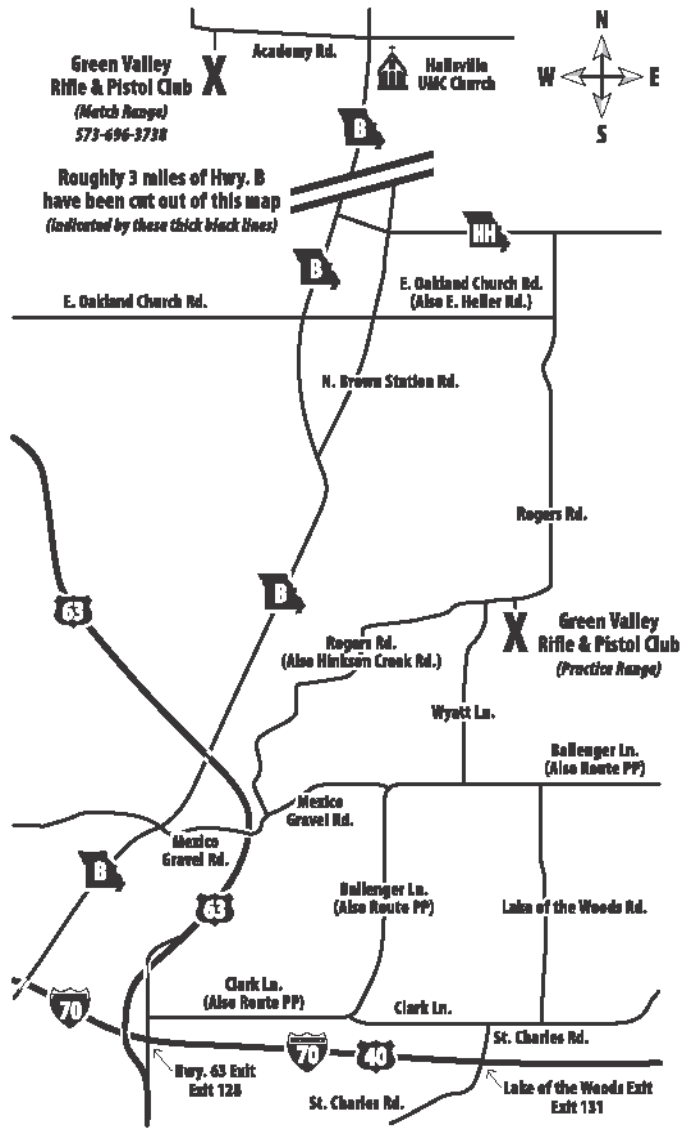 Academy Rd.
Green Valley
Rifle & Pistol Club
(Match Range)
573-696-3738
X
Hallsville
UMC Church
N
W E
S
B
Roughly 3 miles of Hwy. B
have been cut out of this map
(indicated by these thick black lines)
HH
B
E. Oakland Church Rd.
(Also E. Heller Rd.)
E. Oakland Church Rd.
N. Brown Station Rd.
Rogers Rd.
63
B
X
Green Valley
Rifle & Pistol Club
(Practice Range)
Rogers Rd.
(Also Hinkson Creek Rd.)
Wyatt Ln.
Ballenger Ln.
(Also Route PP)
Mexico
Gravel Rd.
Mexico
Gravel Rd.
B
63
Ballenger Ln.
(Also Route PP)
Lake of the Woods Rd.
Clark Ln.
(Also Route PP)
Clark Ln.
70
St. Charles Rd.
70
40
Hwy. 63 Exit
Exit 128
Lake of the Woods Exit
Exit 131
St. Charles Rd.